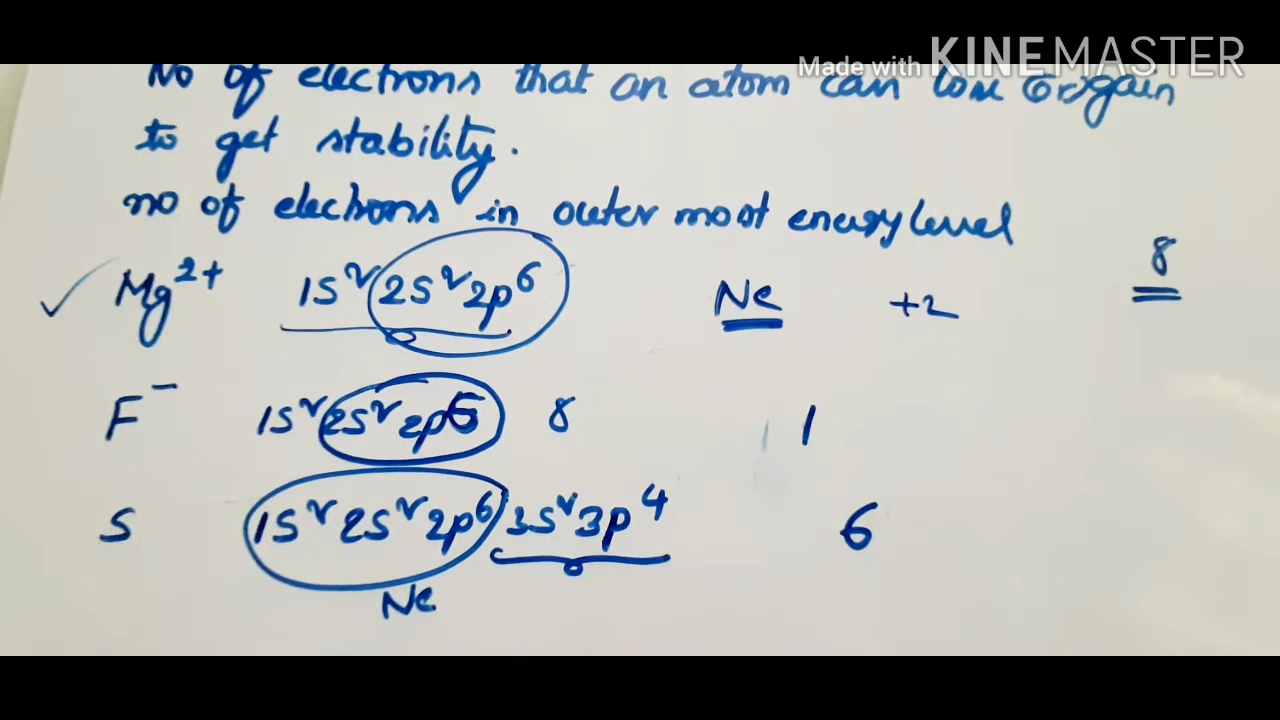 Made with KINEMASTER
No of electrons that an atom can lose or gain
to get stability.
no of electrons in outer most energy level
✓ Mg²⁺ 1s² 2s² 2p⁶ Ne +2 8
F⁻ 1s² 2s² 2p⁶ 8 1
S 1s² 2s² 2p⁶ 3s² 3p⁴ 6
Ne